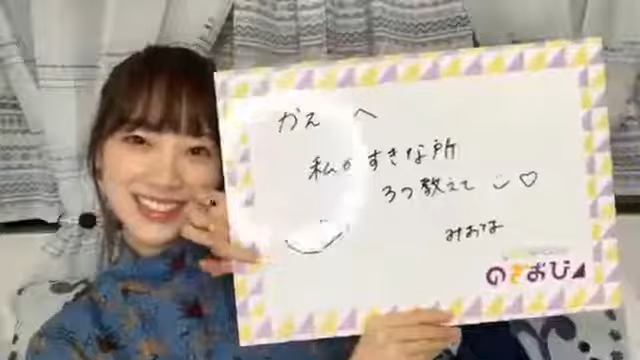 かえへ
私のすきな所
3つ教えて
みおな
のぎおび